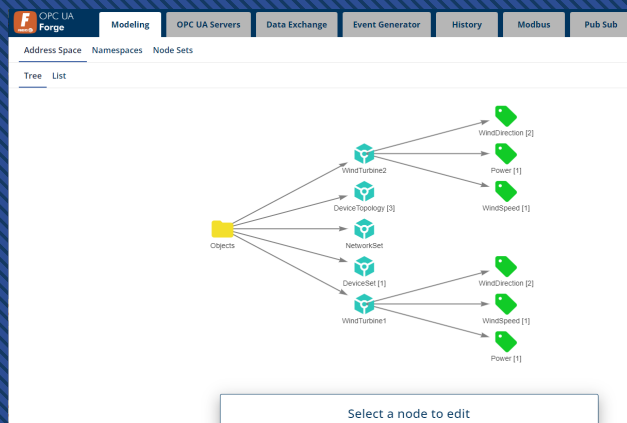 OPC UA
Forge
Modeling
OPC UA Servers
Data Exchange
Event Generator
History
Modbus
Pub Sub
Address Space
Namespaces
Node Sets
Tree
List
WindDirection [2]
WindTurbine2
Power [1]
DeviceTopology [3]
WindSpeed [1]
Objects
NetworkSet
DeviceSet [1]
WindDirection [2]
WindTurbine1
WindSpeed [1]
Power [1]
Select a node to edit